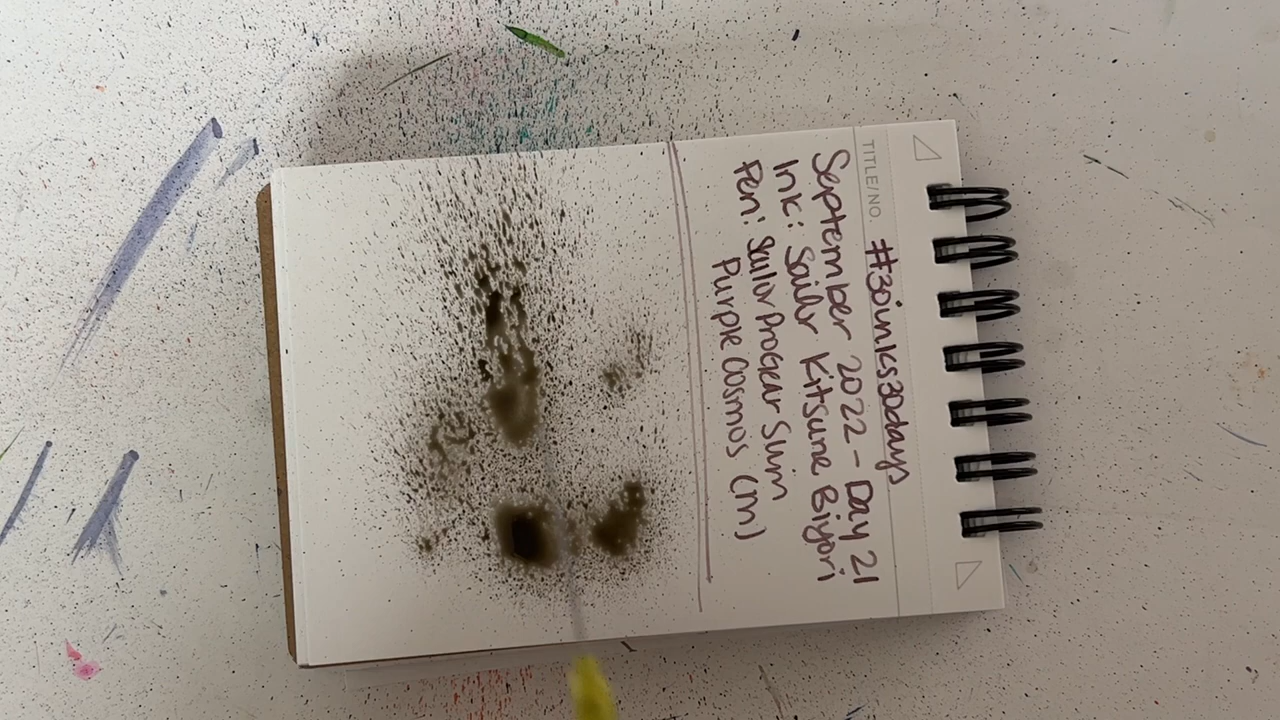 TITLE/NO.
#30inks30days
September 2022 - Day 21
Ink: Sailor Kitsune Biyori
Pen: Sailor Progear Slim
Purple Cosmos (m)